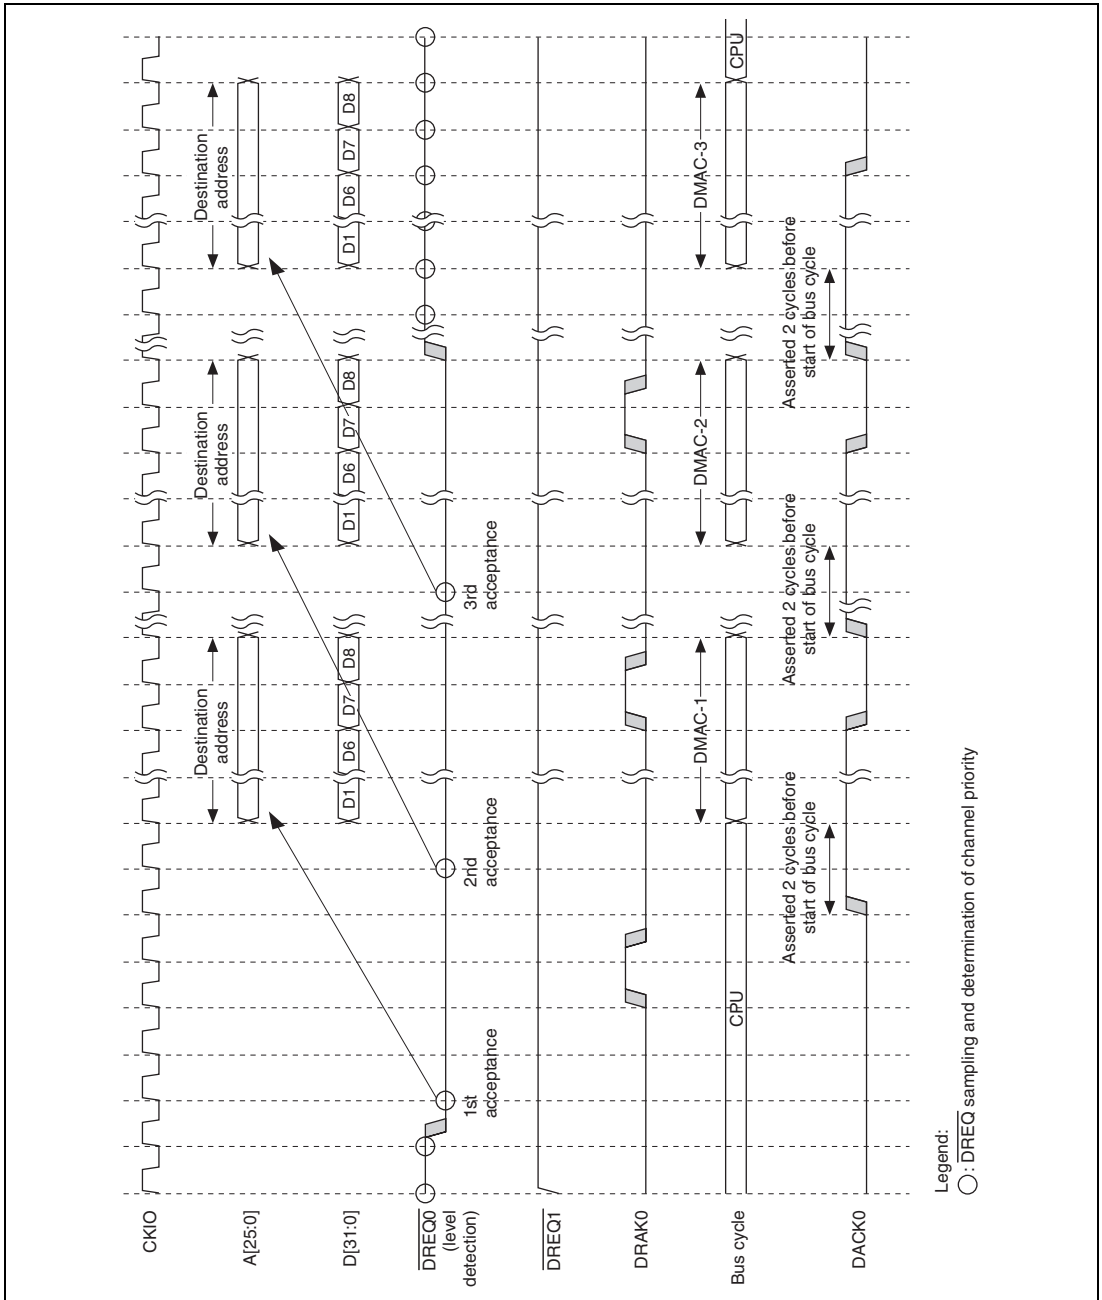 CKIO
A[25:0]
Destination
address
Destination
address
Destination
address
D[31:0]
D1
D6
D7
D8
D1
D6
D7
D8
D1
D6
D7
D8
DREQ0
(level
detection)
1st
acceptance
2nd
acceptance
3rd
acceptance
DREQ1
DRAK0
Bus cycle
CPU
DMAC-1
DMAC-2
DMAC-3
CPU
DACK0
Asserted 2 cycles before
start of bus cycle
Asserted 2 cycles before
start of bus cycle
Asserted 2 cycles before
start of bus cycle
Legend:
○: DREQ sampling and determination of channel priority